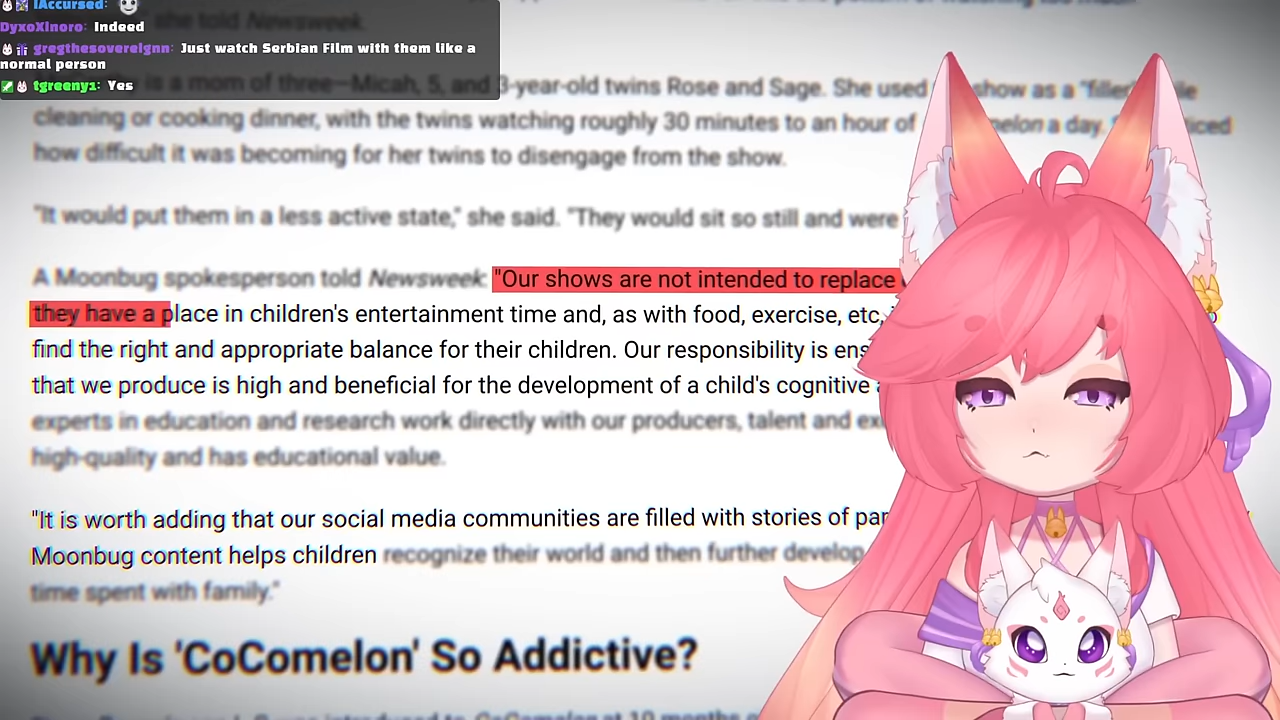 IAccursed:
she told Newsweek.
DyxoXinoro: Indeed
gregthesovereignn: Just watch Serbian Film with them like a
normal person
tgreeny1: Yes
is a mom of three—Micah, 5, and 3-year-old twins Rose and Sage. She used show as a "filler"
cleaning or cooking dinner, with the twins watching roughly 30 minutes to an hour of melon a day.
how difficult it was becoming for her twins to disengage from the show.
"It would put them in a less active state," she said. "They would sit so still and were
A Moonbug spokesperson told Newsweek: "Our shows are not intended to replace
they have a place in children's entertainment time and, as with food, exercise, etc,
find the right and appropriate balance for their children. Our responsibility is
that we produce is high and beneficial for the development of a child's cognitive
experts in education and research work directly with our producers, talent and
high-quality and has educational value.
"It is worth adding that our social media communities are filled with stories of
Moonbug content helps children recognize their world and then further develop
time spent with family."
Why Is 'CoComelon' So Addictive?